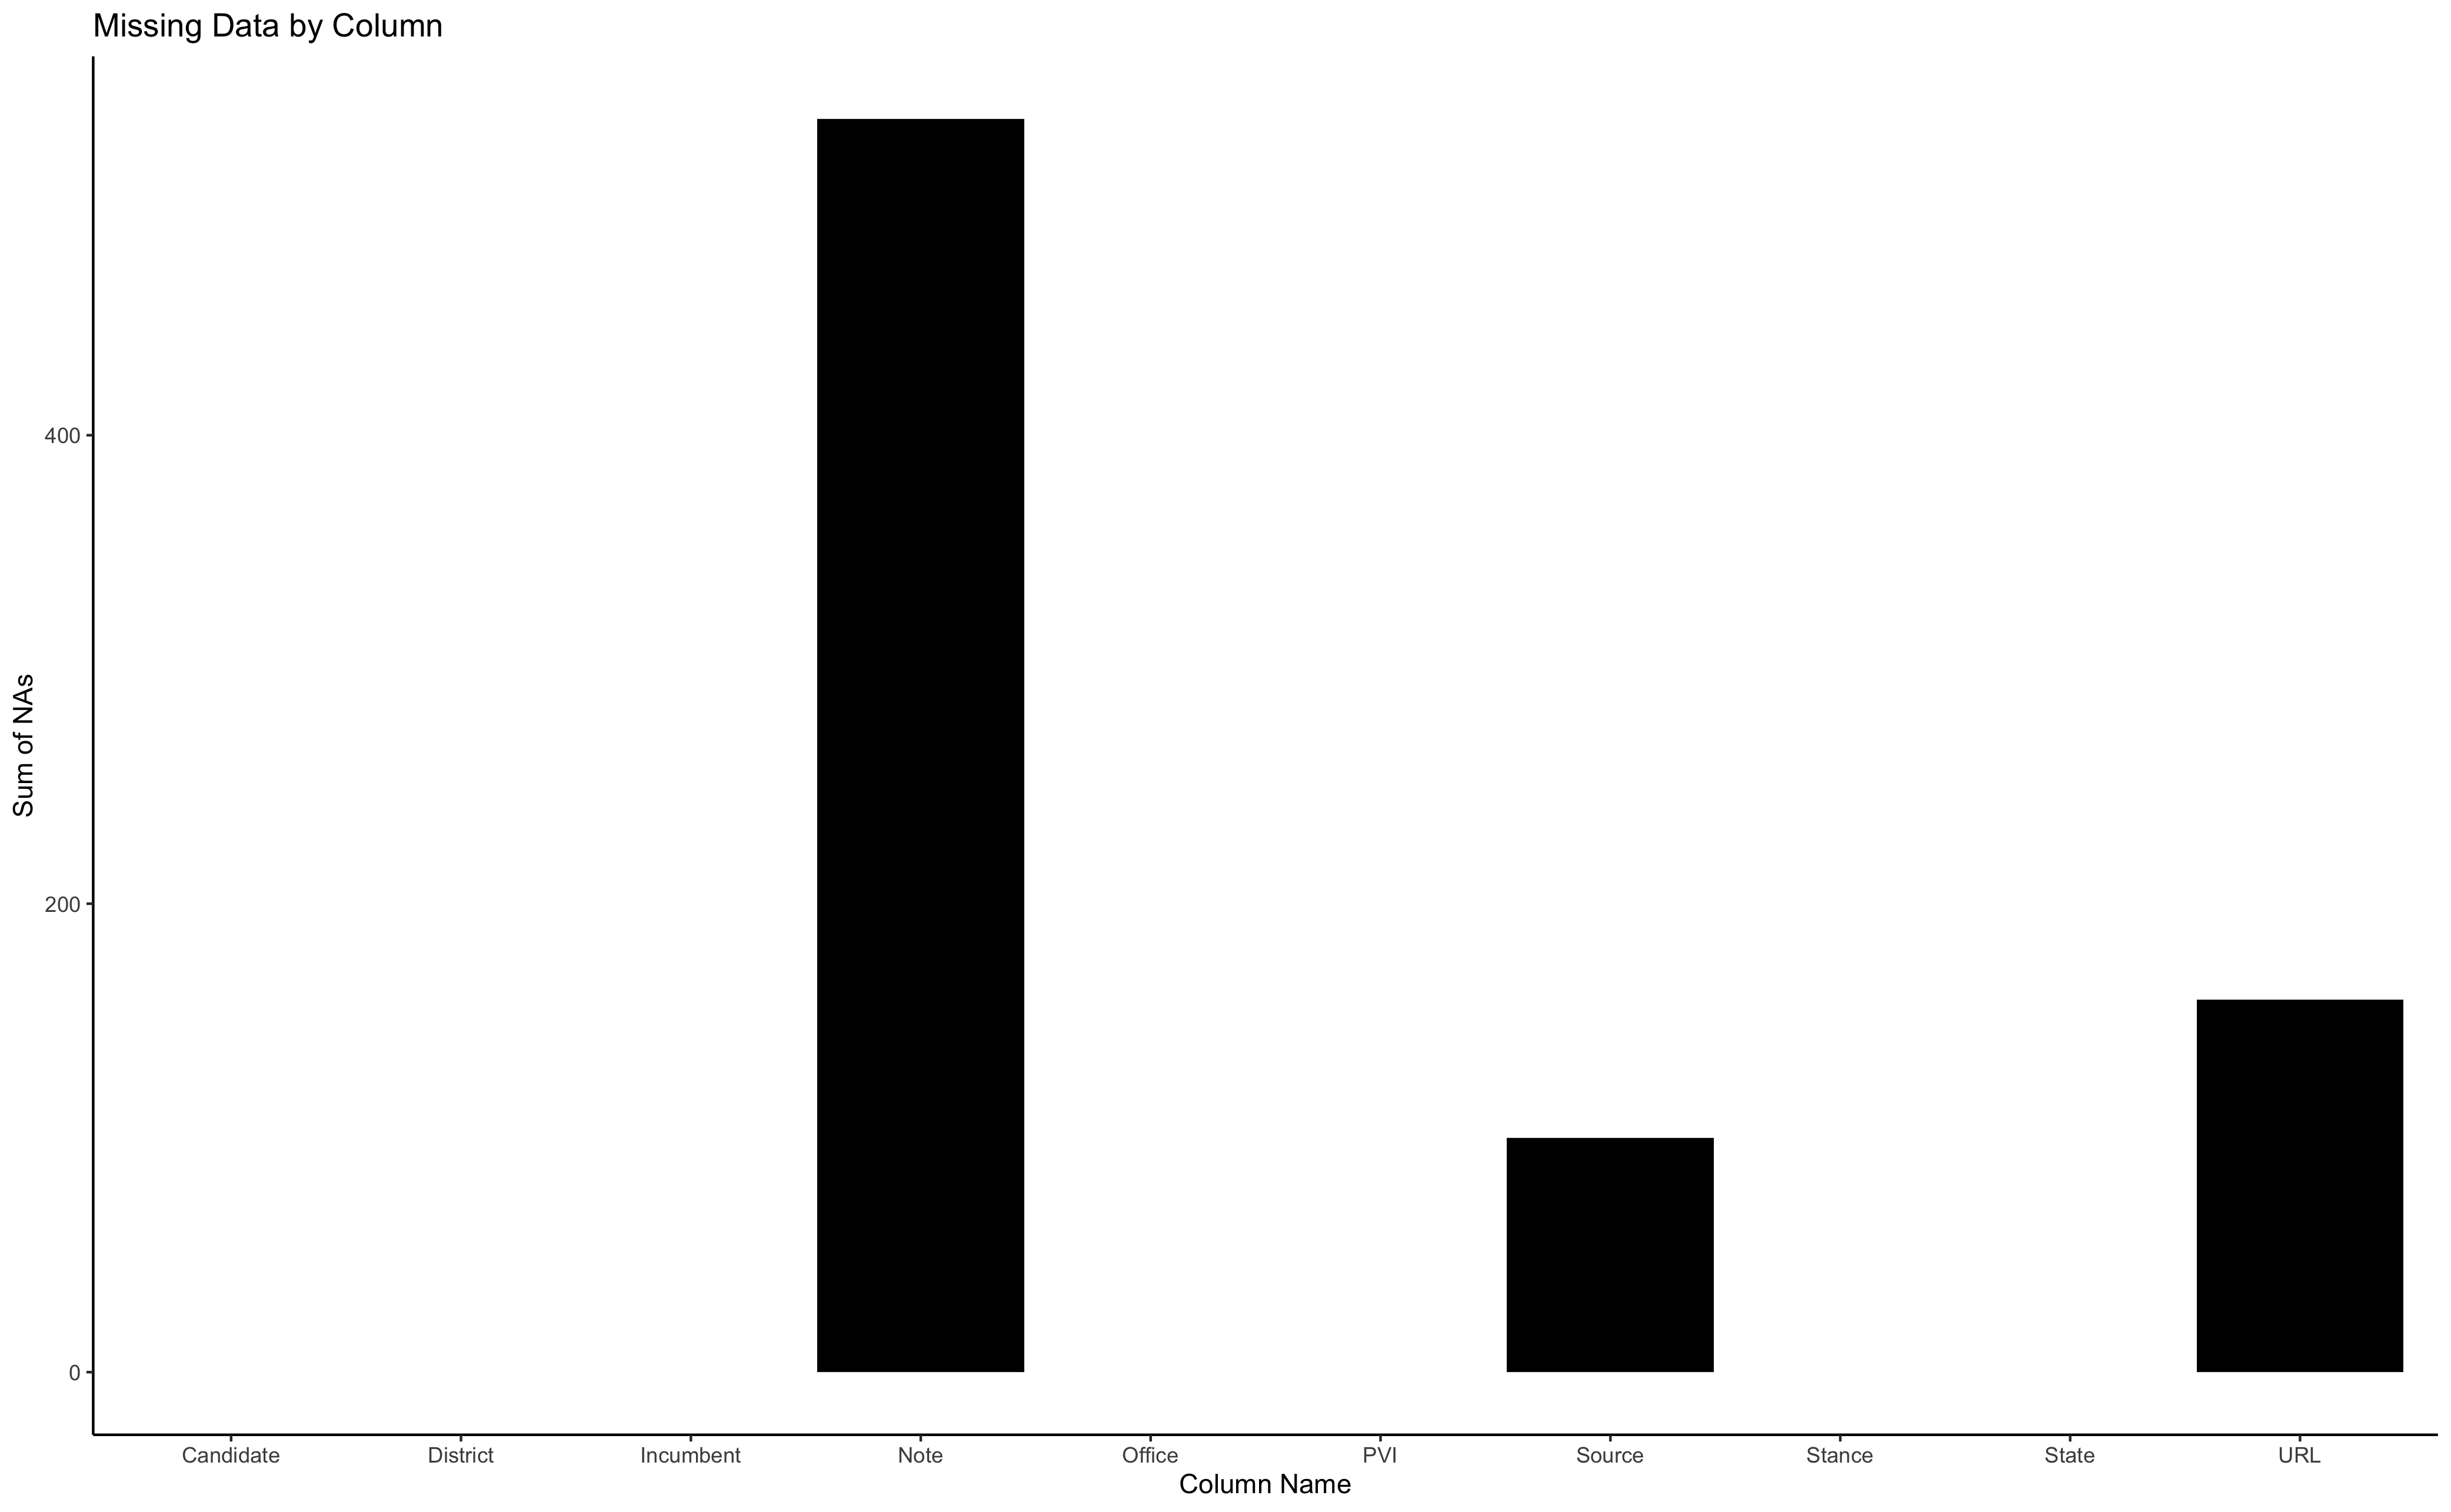 Missing Data by Column
Sum of NAs
400
200
0
Candidate District Incumbent Note Office PVI Source Stance State URL
Column Name